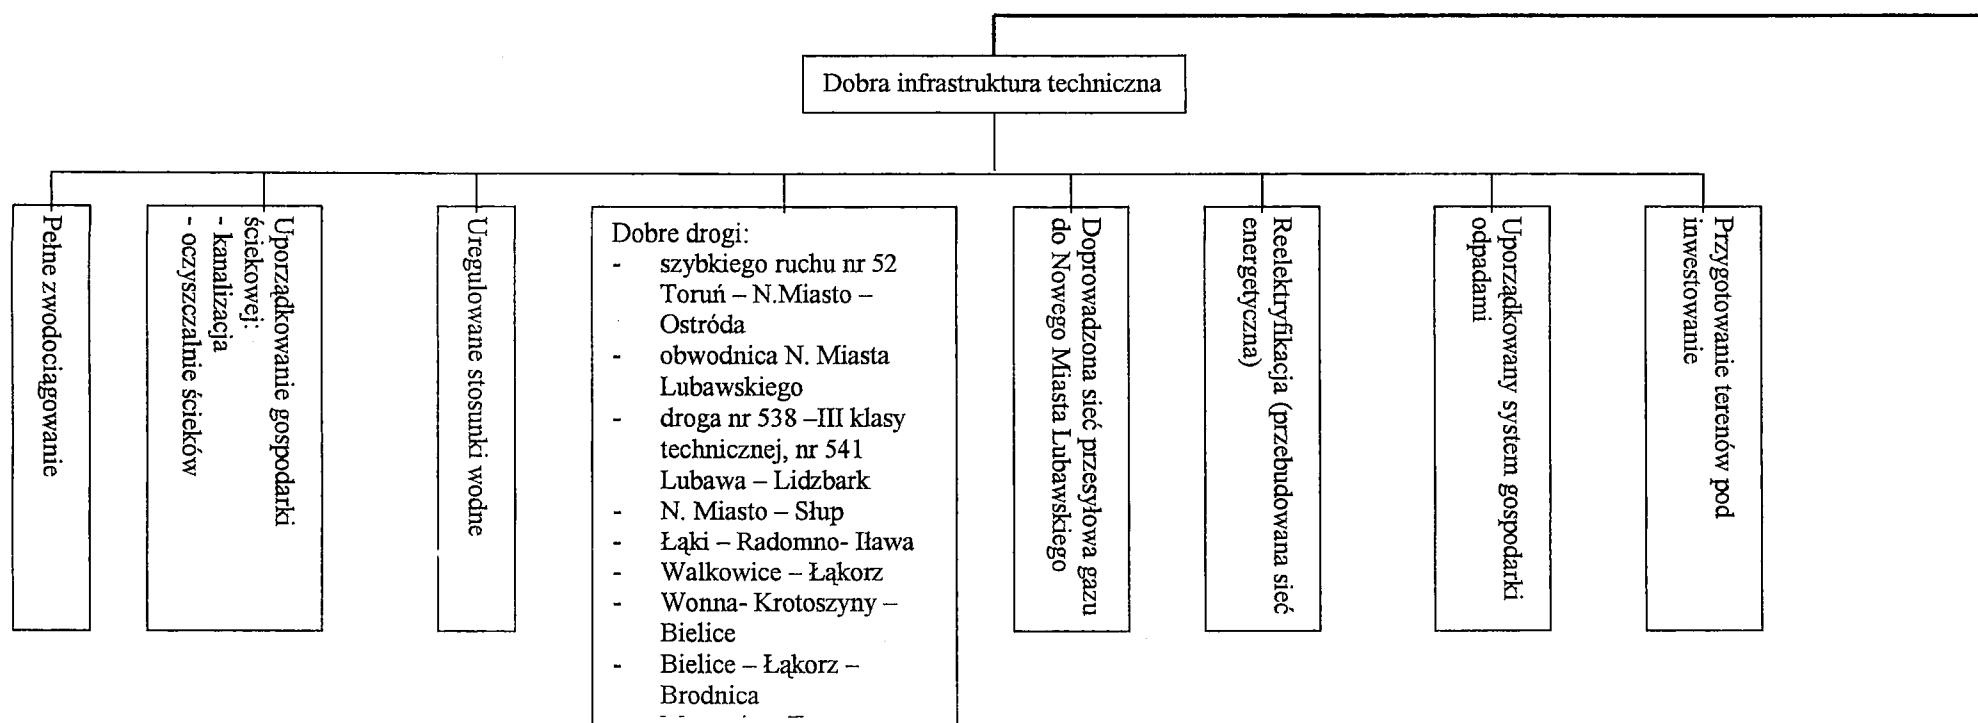 Dobra infrastruktura techniczna
Pełne zwodociągowanie
Uporządkowanie gospodarki
ściekowej:
- kanalizacja
- oczyszczalnie ścieków
Uregulowane stosunki wodne
Dobre drogi:
- szybkiego ruchu nr 52
Toruń – N.Miasto –
Ostróda
- obwodnica N. Miasta
Lubawskiego
- droga nr 538 –III klasy
technicznej, nr 541
Lubawa – Lidzbark
- N. Miasto – Słup
- Łąki – Radomno- Iława
- Walkowice – Łąkorz
- Wonna- Krotoszyny –
Bielice
- Bielice – Łąkorz –
Brodnica
Doprowadzona sieć przesyłowa gazu
do Nowego Miasta Lubawskiego
Reelektryfikacja (przebudowana sieć
energetyczna)
Uporządkowany system gospodarki
odpadami
Przygotowanie terenów pod
inwestowanie